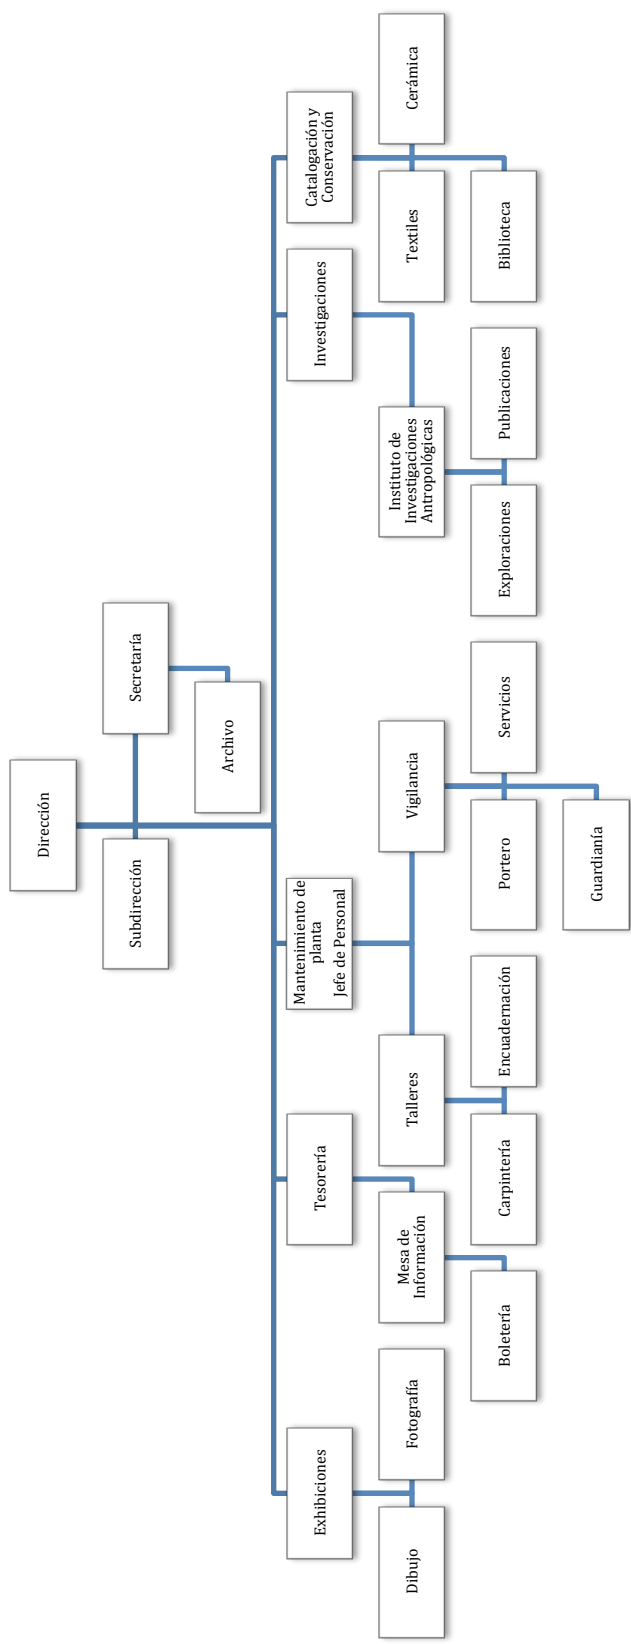 Dirección
Subdirección
Secretaría
Archivo
Exhibiciones
Tesorería
Mantenimiento de
planta
Jefe de Personal
Investigaciones
Catalogación y
Conservación
Dibujo
Fotografía
Mesa de
Información
Talleres
Vigilancia
Instituto de
Investigaciones
Antropológicas
Textiles
Cerámica
Boletería
Carpintería
Encuadernación
Portero
Servicios
Exploraciones
Publicaciones
Biblioteca
Guardianía